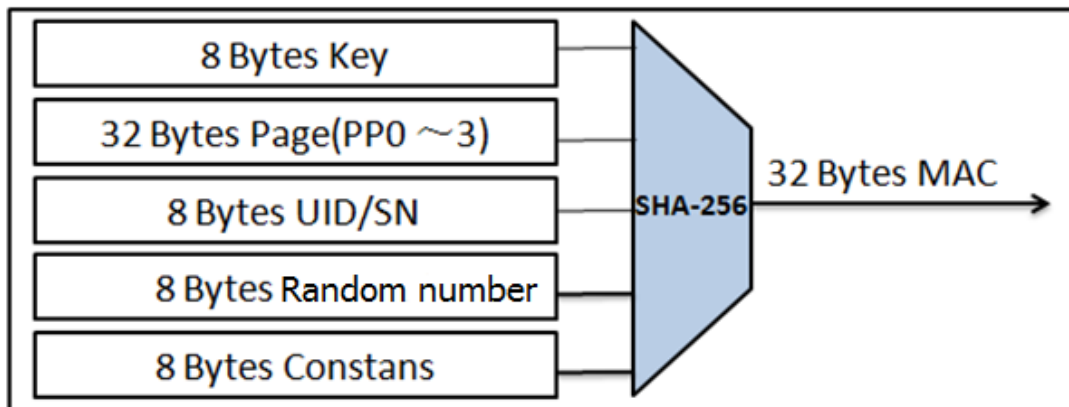 8 Bytes Key
32 Bytes Page(PP0 ～3)
8 Bytes UID/SN
8 Bytes Random number
8 Bytes Constans
SHA-256
32 Bytes MAC